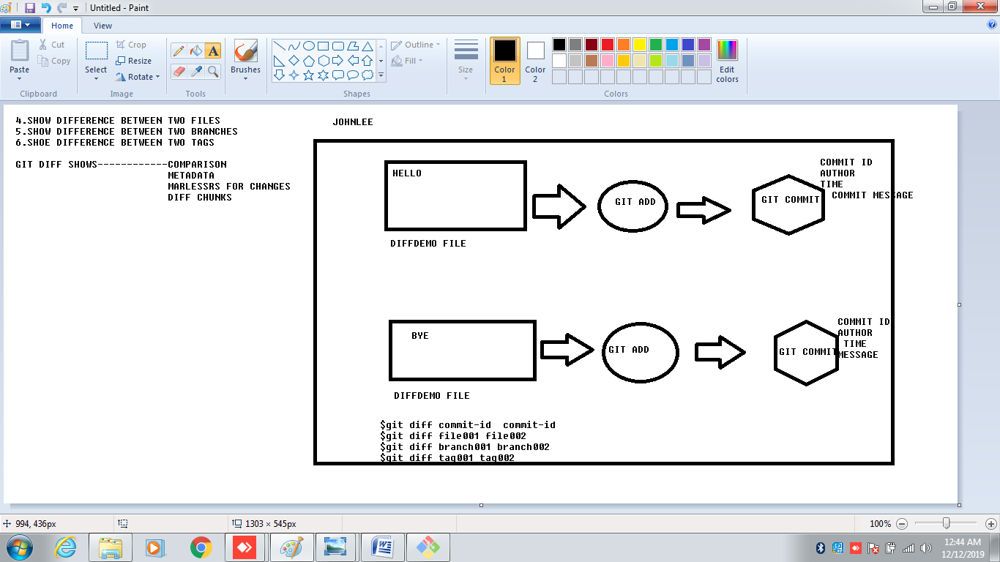 Untitled - Paint
Home
View
Paste
Cut
Copy
Clipboard
Select
Crop
Resize
Rotate
Image
A
Tools
Brushes
Shapes
Outline
Fill
Size
Color 1
Color 2
Edit colors
Colors
4.SHOW DIFFERENCE BETWEEN TWO FILES
5.SHOW DIFFERENCE BETWEEN TWO BRANCHES
6.SHOE DIFFERENCE BETWEEN TWO TAGS
GIT DIFF SHOWS------------COMPARISON
METADATA
MARLESSRS FOR CHANGES
DIFF CHUNKS
JOHNLEE
HELLO
DIFFDEMO FILE
GIT ADD
GIT COMMIT
COMMIT ID
AUTHOR
TIME
COMMIT MESSAGE
BYE
DIFFDEMO FILE
GIT ADD
GIT COMMIT
COMMIT ID
AUTHOR
TIME
MESSAGE
$git diff commit-id  commit-id
$git diff file001 file002
$git diff branch001 branch002
$git diff tag001 tag002
994, 436px
1303 × 545px
100%
12:44 AM
12/12/2019